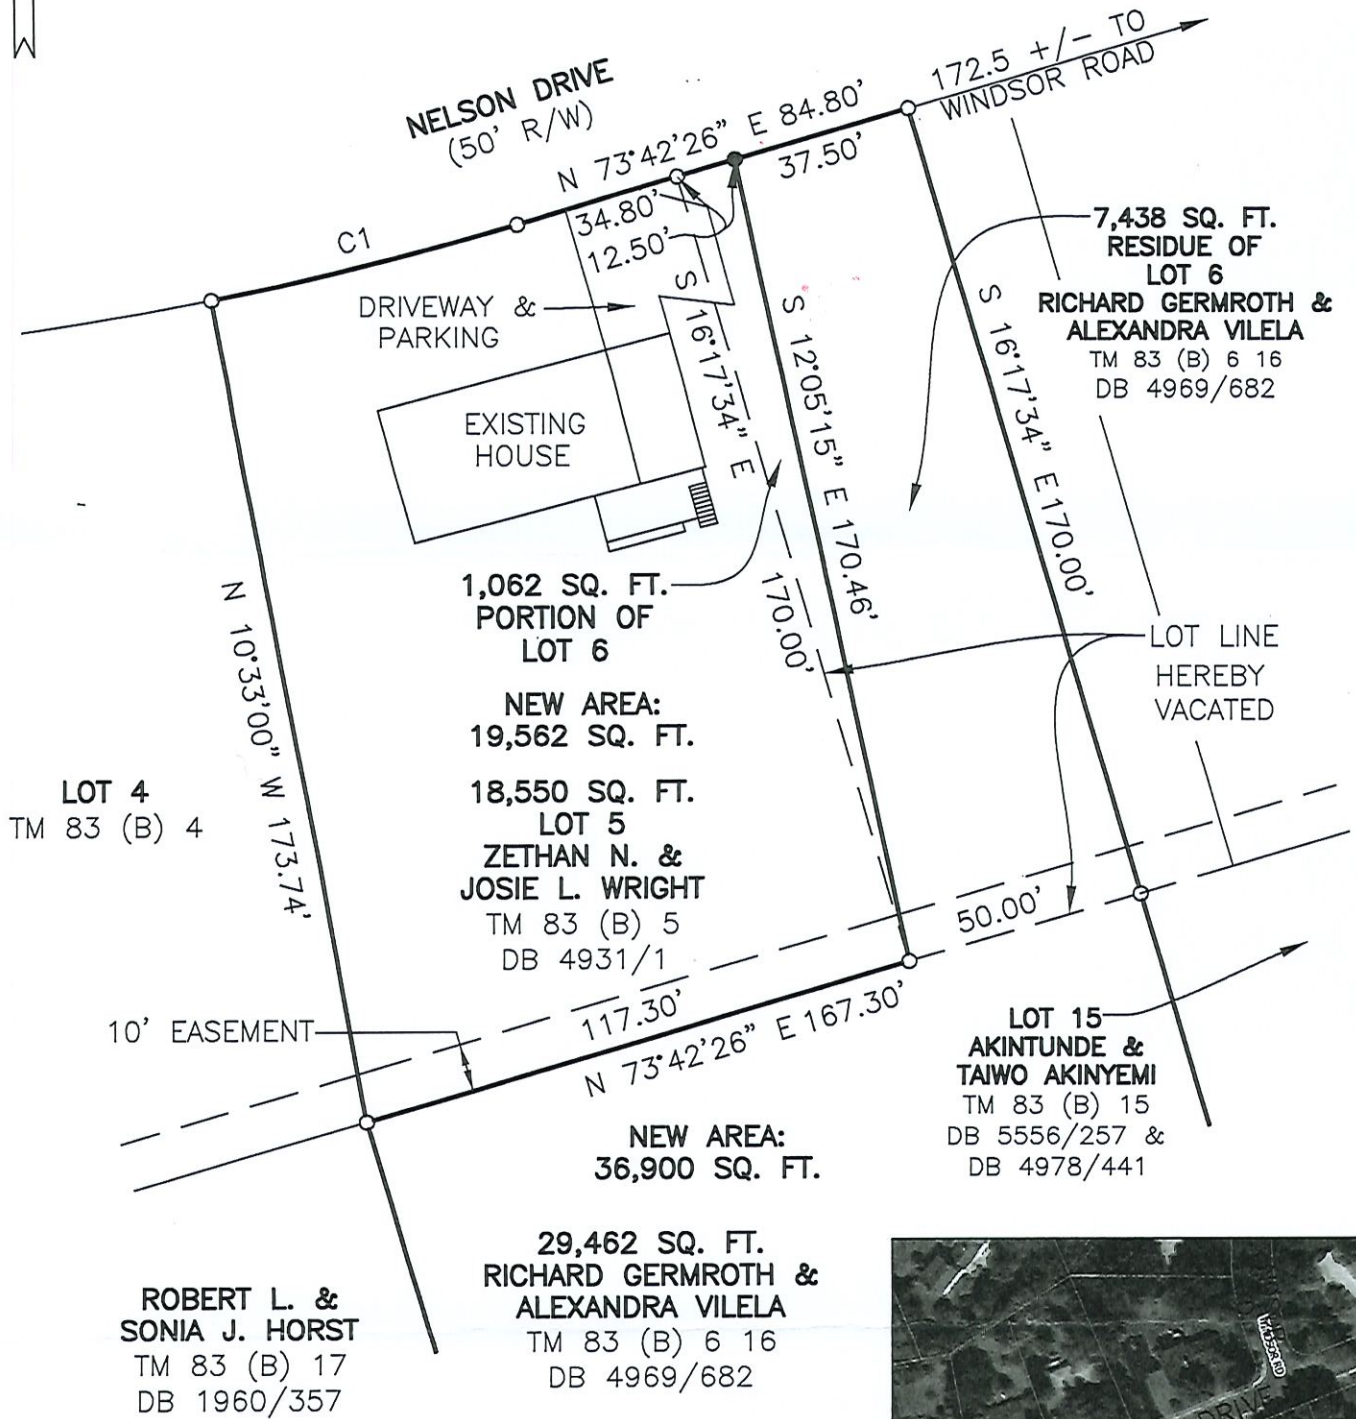 NELSON DRIVE
(50' R/W)
172.5 +/- TO
WINDSOR ROAD
N 73°42'26" E 84.80'
37.50'
34.80'
12.50'
C1
DRIVEWAY &
PARKING
EXISTING
HOUSE
S 16°17'34" E
170.00'
S 12°05'15" E 170.46'
S 16°17'34" E 170.00'
7,438 SQ. FT.
RESIDUE OF
LOT 6
RICHARD GERMROTH &
ALEXANDRA VILELA
TM 83 (B) 6 16
DB 4969/682
1,062 SQ. FT.
PORTION OF
LOT 6
NEW AREA:
19,562 SQ. FT.
18,550 SQ. FT.
LOT 5
ZETHAN N. &
JOSIE L. WRIGHT
TM 83 (B) 5
DB 4931/1
LOT LINE
HEREBY
VACATED
N 10°33'00" W 173.74'
LOT 4
TM 83 (B) 4
10' EASEMENT
117.30'
50.00'
N 73°42'26" E 167.30'
LOT 15
AKINTUNDE &
TAIWO AKINYEMI
TM 83 (B) 15
DB 5556/257 &
DB 4978/441
NEW AREA:
36,900 SQ. FT.
29,462 SQ. FT.
RICHARD GERMROTH &
ALEXANDRA VILELA
TM 83 (B) 6 16
DB 4969/682
ROBERT L. &
SONIA J. HORST
TM 83 (B) 17
DB 1960/357
WINDSOR RD
DRIVE